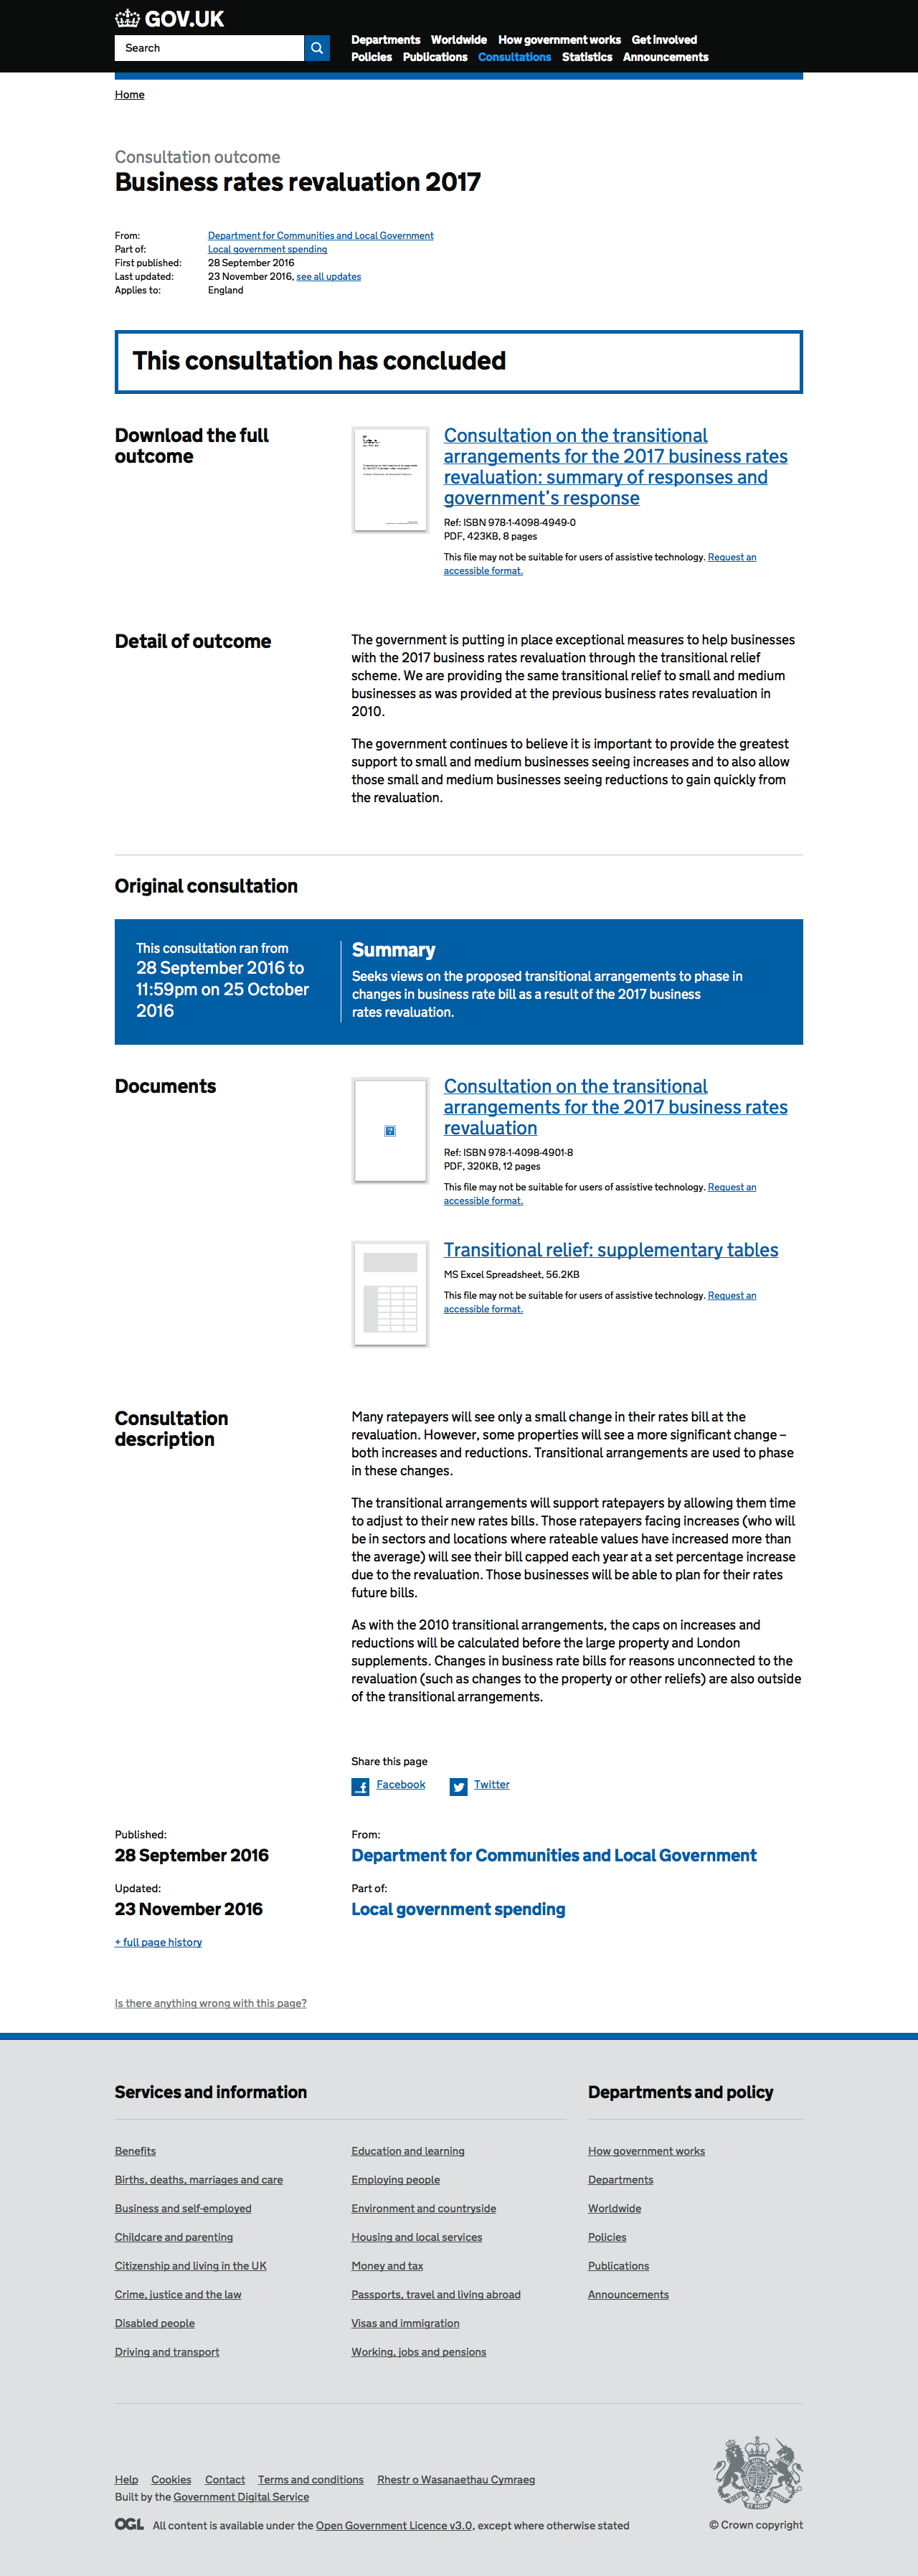 GOV.UK
Search
Departments Worldwide How government works Get involved
Policies Publications Consultations Statistics Announcements
Home
Consultation outcome
Business rates revaluation 2017
From: Department for Communities and Local Government
Part of: Local government spending
First published: 28 September 2016
Last updated: 23 November 2016, see all updates
Applies to: England
This consultation has concluded
Download the full
outcome
Consultation on the transitional
arrangements for the 2017 business rates
revaluation: summary of responses and
government's response
Ref: ISBN 978-1-4098-4949-0
PDF, 423KB, 8 pages
This file may not be suitable for users of assistive technology. Request an
accessible format.
Detail of outcome
The government is putting in place exceptional measures to help businesses
with the 2017 business rates revaluation through the transitional relief
scheme. We are providing the same transitional relief to small and medium
businesses as was provided at the previous business rates revaluation in
2010.
The government continues to believe it is important to provide the greatest
support to small and medium businesses seeing increases and to also allow
those small and medium businesses seeing reductions to gain quickly from
the revaluation.
Original consultation
This consultation ran from
28 September 2016 to
11:59pm on 25 October
2016
Summary
Seeks views on the proposed transitional arrangements to phase in
changes in business rate bill as a result of the 2017 business
rates revaluation.
Documents
Consultation on the transitional
arrangements for the 2017 business rates
revaluation
Ref: ISBN 978-1-4098-4901-8
PDF, 320KB, 12 pages
This file may not be suitable for users of assistive technology. Request an
accessible format.
Transitional relief: supplementary tables
MS Excel Spreadsheet, 56.2KB
This file may not be suitable for users of assistive technology. Request an
accessible format.
Consultation
description
Many ratepayers will see only a small change in their rates bill at the
revaluation. However, some properties will see a more significant change –
both increases and reductions. Transitional arrangements are used to phase
in these changes.
The transitional arrangements will support ratepayers by allowing them time
to adjust to their new rates bills. Those ratepayers facing increases (who will
be in sectors and locations where rateable values have increased more than
the average) will see their bill capped each year at a set percentage increase
due to the revaluation. Those businesses will be able to plan for their rates
future bills.
As with the 2010 transitional arrangements, the caps on increases and
reductions will be calculated before the large property and London
supplements. Changes in business rate bills for reasons unconnected to the
revaluation (such as changes to the property or other reliefs) are also outside
of the transitional arrangements.
Share this page
Facebook Twitter
Published:
28 September 2016
From:
Department for Communities and Local Government
Updated:
23 November 2016
Part of:
Local government spending
+ full page history
Is there anything wrong with this page?
Services and information
Benefits
Births, deaths, marriages and care
Business and self-employed
Childcare and parenting
Citizenship and living in the UK
Crime, justice and the law
Disabled people
Driving and transport
Education and learning
Employing people
Environment and countryside
Housing and local services
Money and tax
Passports, travel and living abroad
Visas and immigration
Working, jobs and pensions
Departments and policy
How government works
Departments
Worldwide
Policies
Publications
Announcements
Help Cookies Contact Terms and conditions Rhestr o Wasanaethau Cymraeg
Built by the Government Digital Service
OGL All content is available under the Open Government Licence v3.0, except where otherwise stated
© Crown copyright